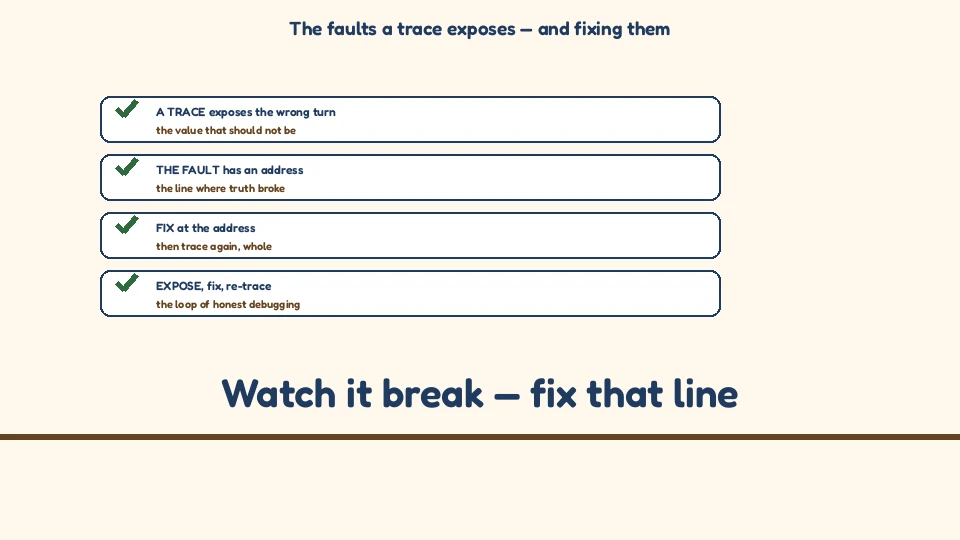 The faults a trace exposes — and fixing them
A TRACE exposes the wrong turn
the value that should not be
THE FAULT has an address
the line where truth broke
FIX at the address
then trace again, whole
EXPOSE, fix, re-trace
the loop of honest debugging
Watch it break — fix that line